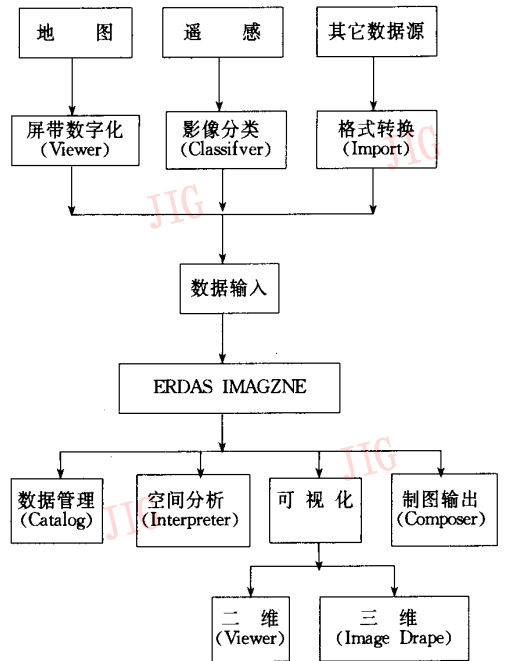 地 图
遥 感
其它数据源
屏带数字化
(Viewer)
影像分类
(Classifver)
格式转换
(Import)
JIG
JIG
数据输入
ERDAS IMAGZNE
JIG
JIG
数据管理
(Catalog)
空间分析
(Interpreter)
可 视 化
制图输出
(Composer)
二 维
(Viewer)
三 维
(Image Drape)